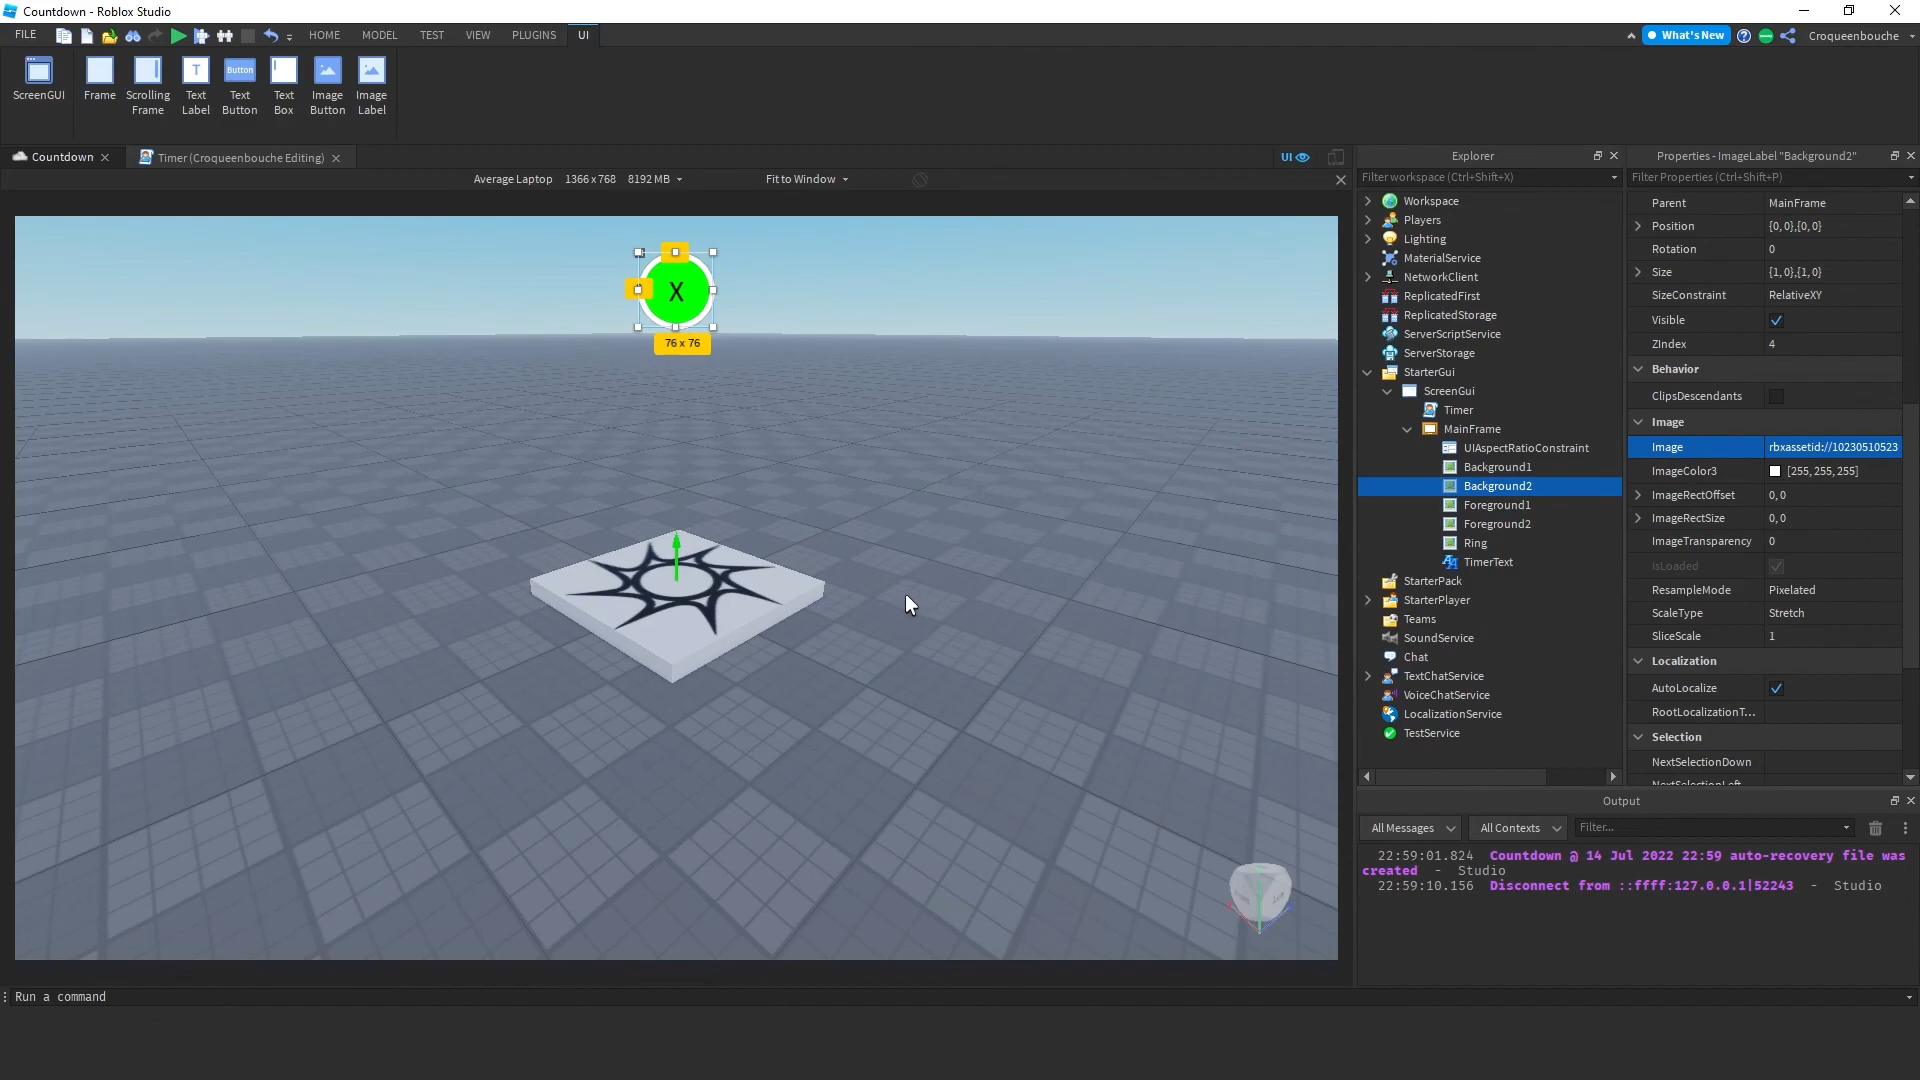 Countdown - Roblox Studio
FILE HOME MODEL TEST VIEW PLUGINS UI What's New Croqueenbouche
ScreenGUI Frame Scrolling Frame Text Label Text Button Text Box Image Button Image Label
Button
T
Countdown Timer (Croqueenbouche Editing) UI
Average Laptop 1366 x 768 8192 MB Fit to Window
X
76 x 76
Explorer
Filter workspace (Ctrl+Shift+X)
Workspace
Players
Lighting
MaterialService
NetworkClient
ReplicatedFirst
ReplicatedStorage
ServerScriptService
ServerStorage
StarterGui
ScreenGui
Timer
MainFrame
UIAspectRatioConstraint
Background1
Background2
Foreground1
Foreground2
Ring
TimerText
StarterPack
StarterPlayer
Teams
SoundService
Chat
TextChatService
VoiceChatService
LocalizationService
TestService
Properties - ImageLabel "Background2"
Filter Properties (Ctrl+Shift+P)
Parent MainFrame
Position {0, 0},{0, 0}
Rotation 0
Size {1, 0},{1, 0}
SizeConstraint RelativeXY
Visible
ZIndex 4
Behavior
ClipsDescendants
Image
Image rbxassetid://10230510523
ImageColor3 [255, 255, 255]
ImageRectOffset 0, 0
ImageRectSize 0, 0
ImageTransparency 0
IsLoaded
ResampleMode Pixelated
ScaleType Stretch
SliceScale 1
Localization
AutoLocalize
RootLocalizationT...
Selection
NextSelectionDown
Output
All Messages All Contexts Filter...
22:59:01.824 Countdown @ 14 Jul 2022 22:59 auto-recovery file was
created - Studio
22:59:10.156 Disconnect from ::ffff:127.0.0.1|52243 - Studio
Run a command